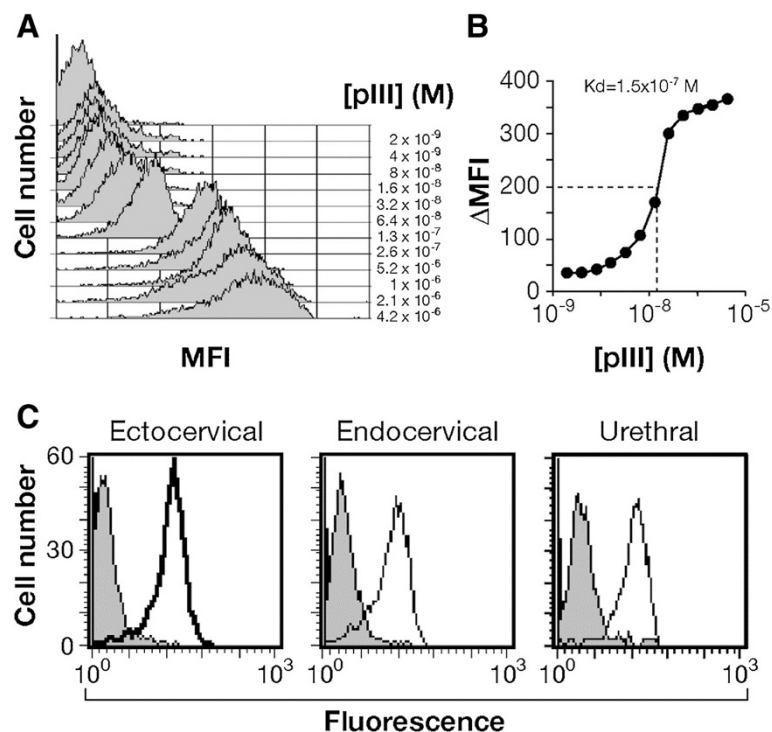 A
Cell number
[pIII] (M)
2 x 10⁻⁹
4 x 10⁻⁹
8 x 10⁻⁸
1.6 x 10⁻⁸
3.2 x 10⁻⁸
6.4 x 10⁻⁸
1.3 x 10⁻⁷
2.6 x 10⁻⁷
5.2 x 10⁻⁶
1 x 10⁻⁶
2.1 x 10⁻⁶
4.2 x 10⁻⁶
MFI
B
ΔMFI
400
300
200
100
0
Kd=1.5x10⁻⁷ M
10⁻⁹ 10⁻⁸ 10⁻⁵
[pIII] (M)
C
Ectocervical Endocervical Urethral
Cell number
60
30
0
10⁰ 10³ 10⁰ 10³ 10⁰ 10³
Fluorescence